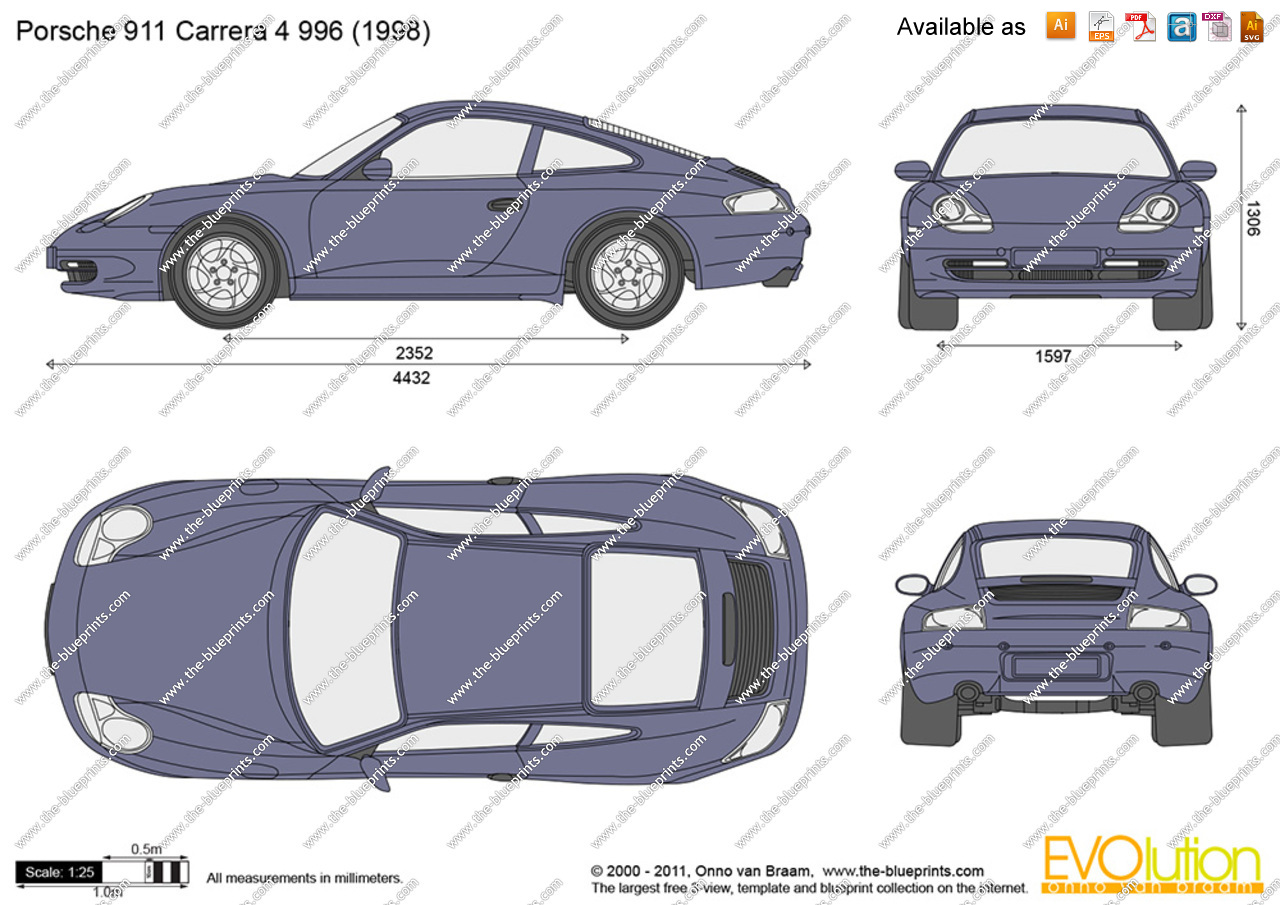 Porsche 911 Carrera 4 996 (1998)
Available as
Ai
EPS
PDF
a
DXF
Ai
SVG
1306
2352
4432
1597
www.the-blueprints.com
0.5m
Scale: 1:25
1.0m
All measurements in millimeters.
© 2000 - 2011, Onno van Braam, www.the-blueprints.com
The largest free 3-view, template and blueprint collection on the internet.
EVOlution
onno van braam